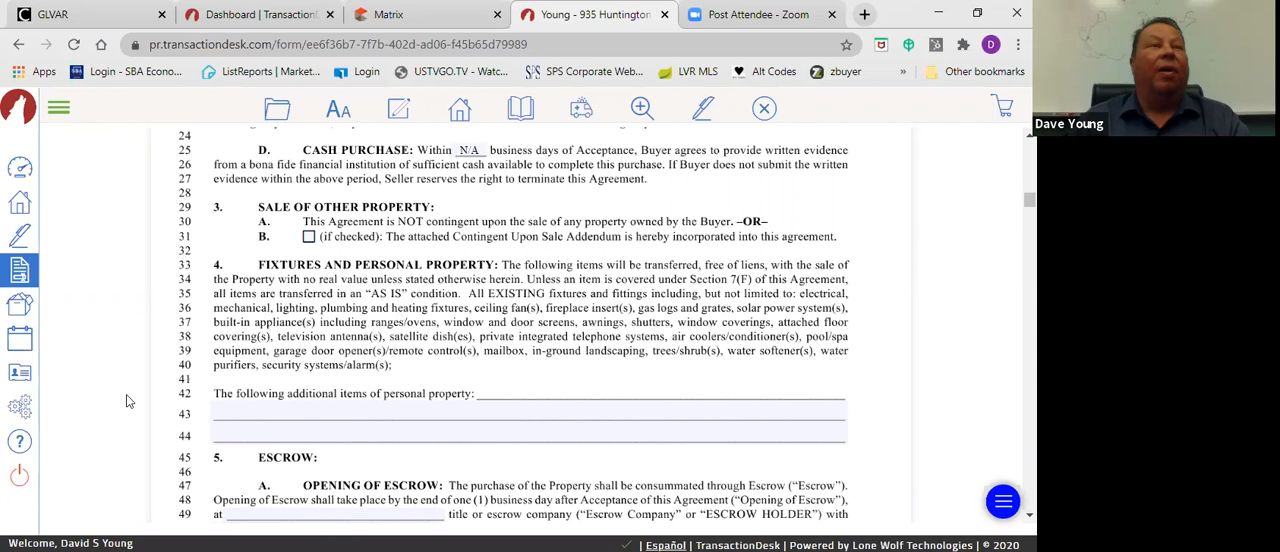 GLVAR
Dashboard | TransactionDesk
Matrix
Young - 935 Huntington
Post Attendee - Zoom
pr.transactiondesk.com/form/ee6f36b7-7f7b-402d-ad06-f45b65d79989
D
Apps
Login - SBA Econo...
ListReports | Market...
Login
USTVGO.TV - Watc...
SPS Corporate Web...
LVR MLS
Alt Codes
zbuyer
»
Other bookmarks
Dave Young
24
25 D. CASH PURCHASE: Within N/A business days of Acceptance, Buyer agrees to provide written evidence
26 from a bona fide financial institution of sufficient cash available to complete this purchase. If Buyer does not submit the written
27 evidence within the above period, Seller reserves the right to terminate this Agreement.
28
29 3. SALE OF OTHER PROPERTY:
30 A. This Agreement is NOT contingent upon the sale of any property owned by the Buyer. –OR–
31 B. (if checked): The attached Contingent Upon Sale Addendum is hereby incorporated into this agreement.
32
33 4. FIXTURES AND PERSONAL PROPERTY: The following items will be transferred, free of liens, with the sale of
34 the Property with no real value unless stated otherwise herein. Unless an item is covered under Section 7(F) of this Agreement,
35 all items are transferred in an “AS IS” condition. All EXISTING fixtures and fittings including, but not limited to: electrical,
36 mechanical, lighting, plumbing and heating fixtures, ceiling fan(s), fireplace insert(s), gas logs and grates, solar power system(s),
37 built-in appliance(s) including ranges/ovens, window and door screens, awnings, shutters, window coverings, attached floor
38 covering(s), television antenna(s), satellite dish(es), private integrated telephone systems, air coolers/conditioner(s), pool/spa
39 equipment, garage door opener(s)/remote control(s), mailbox, in-ground landscaping, trees/shrub(s), water softener(s), water
40 purifiers, security systems/alarm(s);
41
42 The following additional items of personal property:
43
44
45 5. ESCROW:
46
47 A. OPENING OF ESCROW: The purchase of the Property shall be consummated through Escrow (“Escrow”).
48 Opening of Escrow shall take place by the end of one (1) business day after Acceptance of this Agreement (“Opening of Escrow”),
49 at title or escrow company (“Escrow Company” or “ESCROW HOLDER”) with
Welcome, David S Young
Español | TransactionDesk | Powered by Lone Wolf Technologies | © 2020